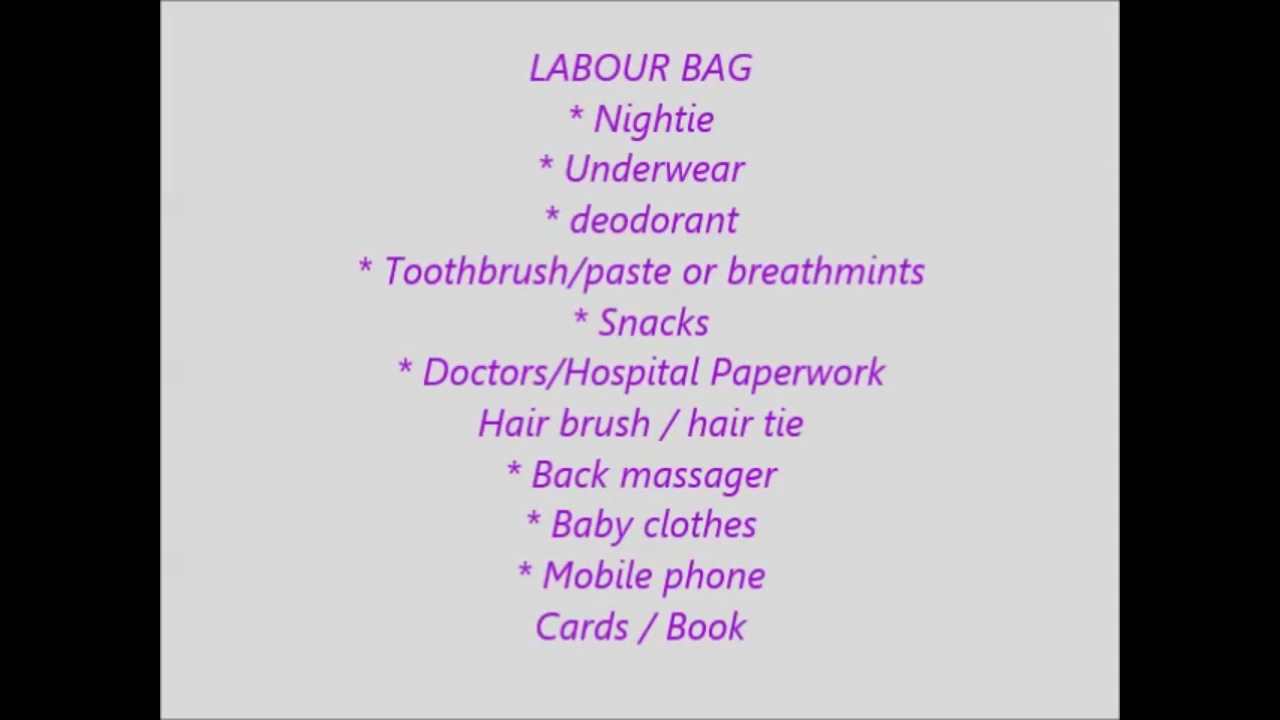 LABOUR BAG
* Nightie
* Underwear
* deodorant
* Toothbrush/paste or breathmints
* Snacks
* Doctors/Hospital Paperwork
Hair brush / hair tie
* Back massager
* Baby clothes
* Mobile phone
Cards / Book